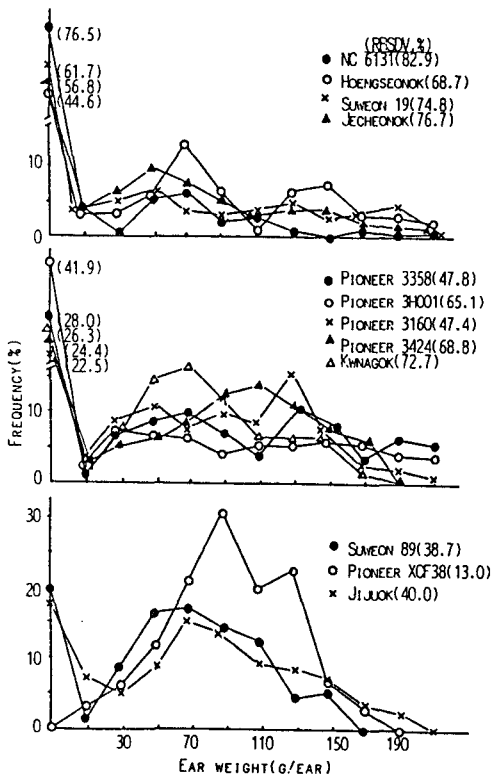 (76.5)
(61.7)
(56.8)
(44.6)
(RBSDV,%)
● NC 6131(82.9)
○ HOENGSEONOK(68.7)
× SUWEON 19(74.8)
▲ JECHEONOK(76.7)
10
0
(41.9)
(28.0)
(26.3)
(24.4)
(22.5)
● PIONEER 3358(47.8)
○ PIONEER 3H001(65.1)
× PIONEER 3160(47.4)
▲ PIONEER 3424(68.8)
△ KWNAGOK(72.7)
10
0
FREQUENCY(%)
30
20
10
0
● SUWEON 89(38.7)
○ PIONEER XCF38(13.0)
× JIJUOK(40.0)
30 70 110 150 190
EAR WEIGHT(G/EAR)